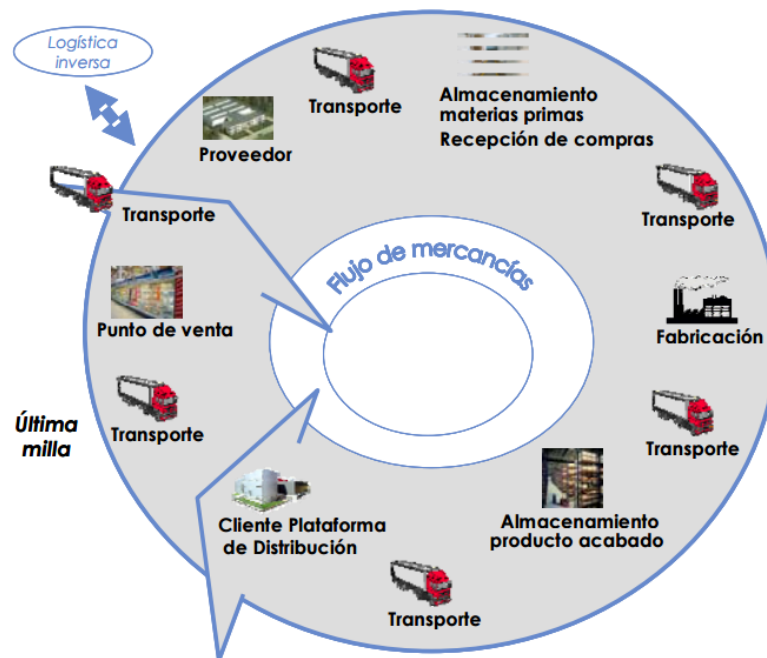 Logística
inversa
Transporte
Almacenamiento
materias primas
Recepción de compras
Proveedor
Transporte
Transporte
Flujo de mercancías
Punto de venta
Fabricación
Última
milla
Transporte
Transporte
Cliente Plataforma
de Distribución
Almacenamiento
producto acabado
Transporte